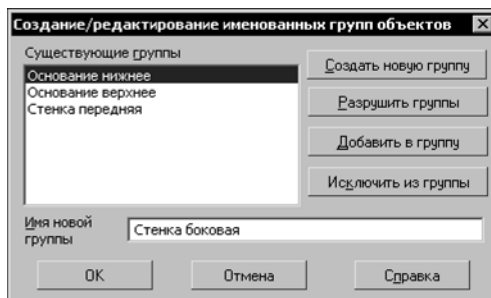 Создание/редактирование именованных групп объектов
Существующие группы
Основание нижнее
Основание верхнее
Стенка передняя
Создать новую группу
Разрушить группы
Добавить в группу
Исключить из группы
Имя новой группы
Стенка боковая
OK
Отмена
Справка